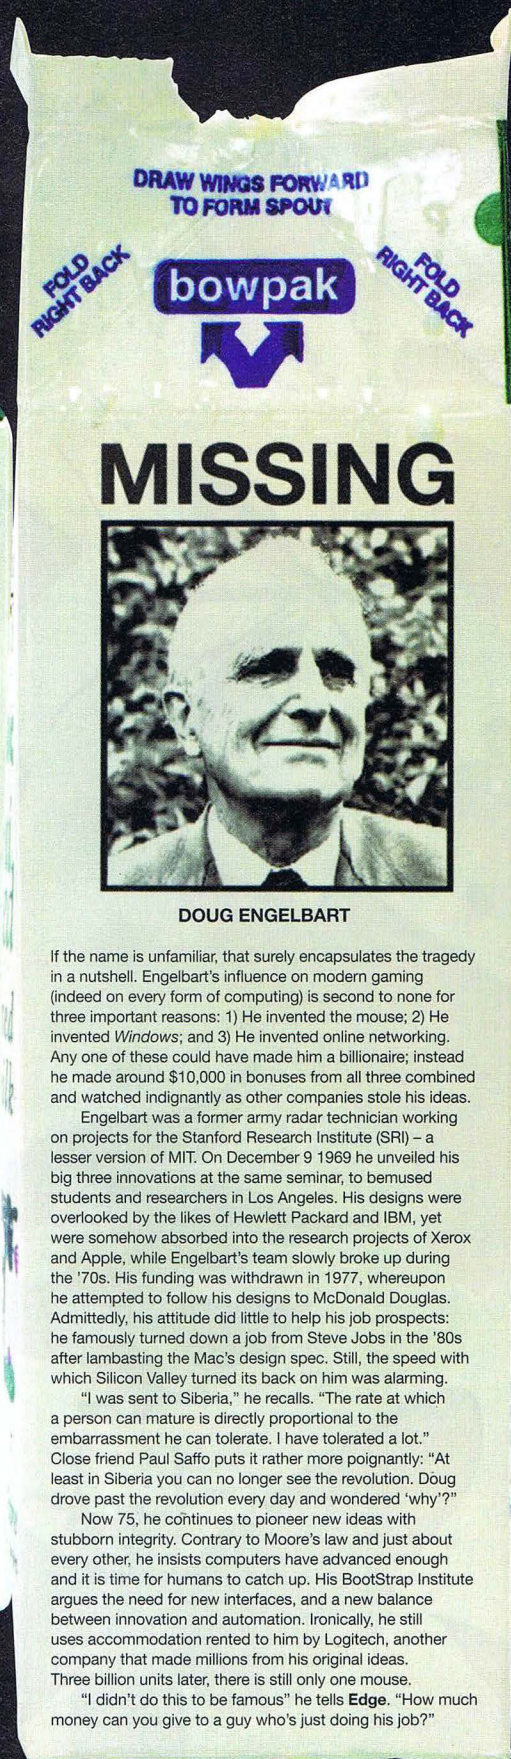 DRAW WINGS FORWARD
TO FORM SPOUT
FOLD
RIGHT BACK
bowpak
FOLD
RIGHT BACK
MISSING
DOUG ENGELBART
If the name is unfamiliar, that surely encapsulates the tragedy
in a nutshell. Engelbart's influence on modern gaming
(indeed on every form of computing) is second to none for
three important reasons: 1) He invented the mouse; 2) He
invented Windows; and 3) He invented online networking.
Any one of these could have made him a billionaire; instead
he made around $10,000 in bonuses from all three combined
and watched indignantly as other companies stole his ideas.
Engelbart was a former army radar technician working
on projects for the Stanford Research Institute (SRI) – a
lesser version of MIT. On December 9 1969 he unveiled his
big three innovations at the same seminar, to bemused
students and researchers in Los Angeles. His designs were
overlooked by the likes of Hewlett Packard and IBM, yet
were somehow absorbed into the research projects of Xerox
and Apple, while Engelbart's team slowly broke up during
the '70s. His funding was withdrawn in 1977, whereupon
he attempted to follow his designs to McDonald Douglas.
Admittedly, his attitude did little to help his job prospects:
he famously turned down a job from Steve Jobs in the '80s
after lambasting the Mac's design spec. Still, the speed with
which Silicon Valley turned its back on him was alarming.
"I was sent to Siberia," he recalls. "The rate at which
a person can mature is directly proportional to the
embarrassment he can tolerate. I have tolerated a lot."
Close friend Paul Saffo puts it rather more poignantly: "At
least in Siberia you can no longer see the revolution. Doug
drove past the revolution every day and wondered 'why'?"
Now 75, he continues to pioneer new ideas with
stubborn integrity. Contrary to Moore's law and just about
every other, he insists computers have advanced enough
and it is time for humans to catch up. His BootStrap Institute
argues the need for new interfaces, and a new balance
between innovation and automation. Ironically, he still
uses accommodation rented to him by Logitech, another
company that made millions from his original ideas.
Three billion units later, there is still only one mouse.
"I didn't do this to be famous" he tells Edge. "How much
money can you give to a guy who's just doing his job?"